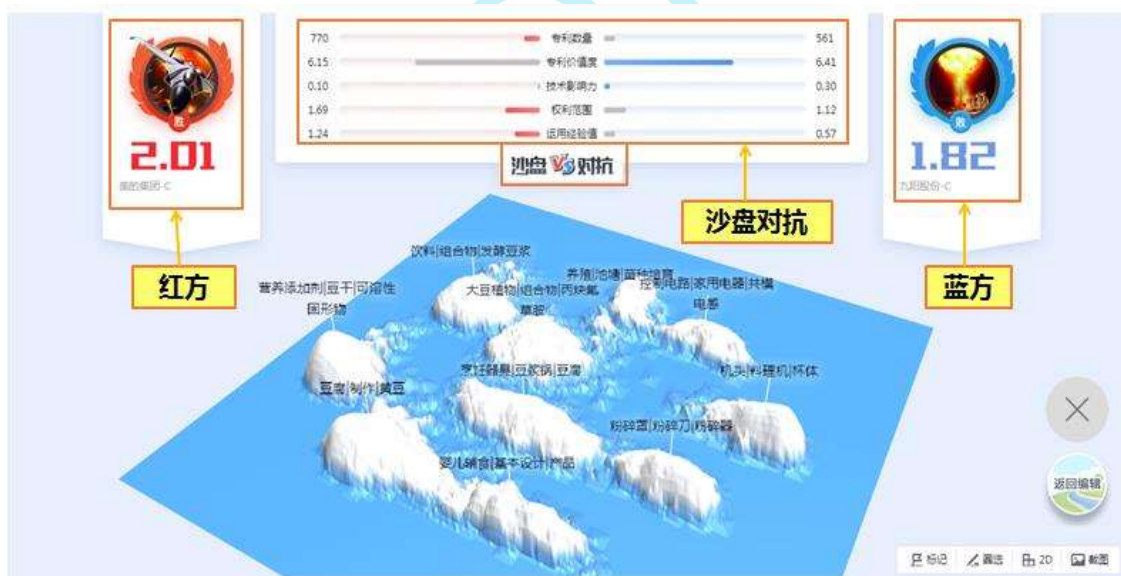 770 专利数量 561
6.15 专利价值度 6.41
0.10 技术影响力 0.30
1.69 权利范围 1.12
1.24 运用经验值 0.57
胜
2.01
美的集团-C
败
1.82
九阳股份-C
沙盘VS对抗
沙盘对抗
红方
蓝方
饮料|组合物|发酵豆浆
养殖|池塘|苗种培育
营养添加剂|豆干|可溶性
固形物
大豆植物|组合物|丙炔氟
草胺
控制电路|家用电器|共模
电感
烹饪器具|豆浆锅|豆腐
机头|料理机|杯体
豆腐|制作|黄豆
粉碎罩|粉碎刀|粉碎器
婴儿辅食|基本设计|产品
返回编辑
标记
圈选
2D
截图